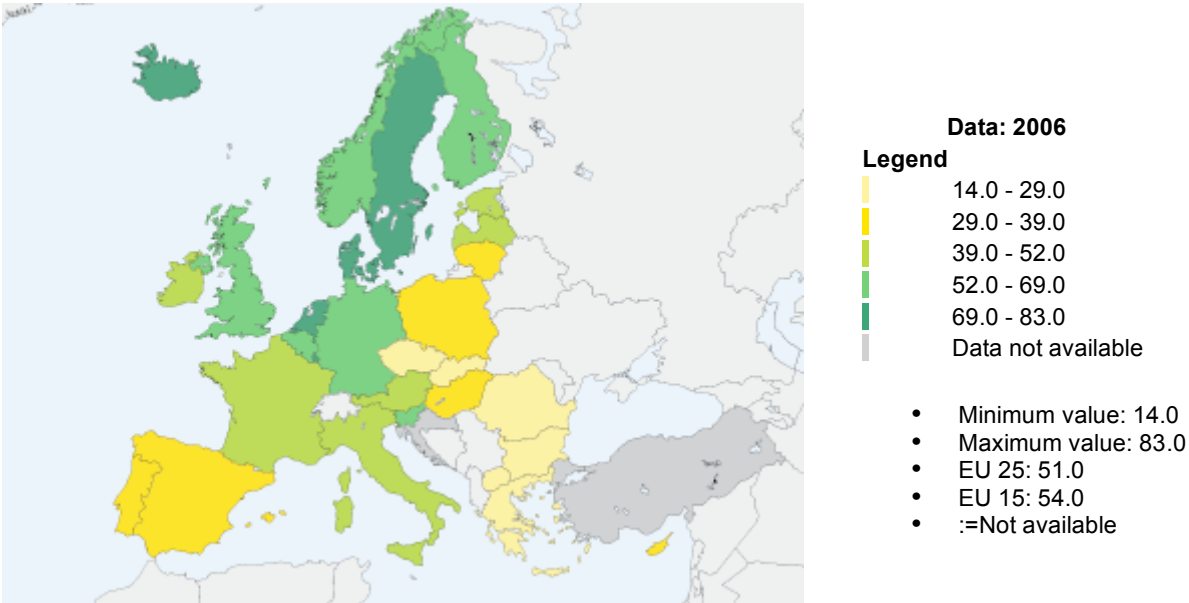 Data: 2006
Legend
14.0 - 29.0
29.0 - 39.0
39.0 - 52.0
52.0 - 69.0
69.0 - 83.0
Data not available
• Minimum value: 14.0
• Maximum value: 83.0
• EU 25: 51.0
• EU 15: 54.0
• :=Not available